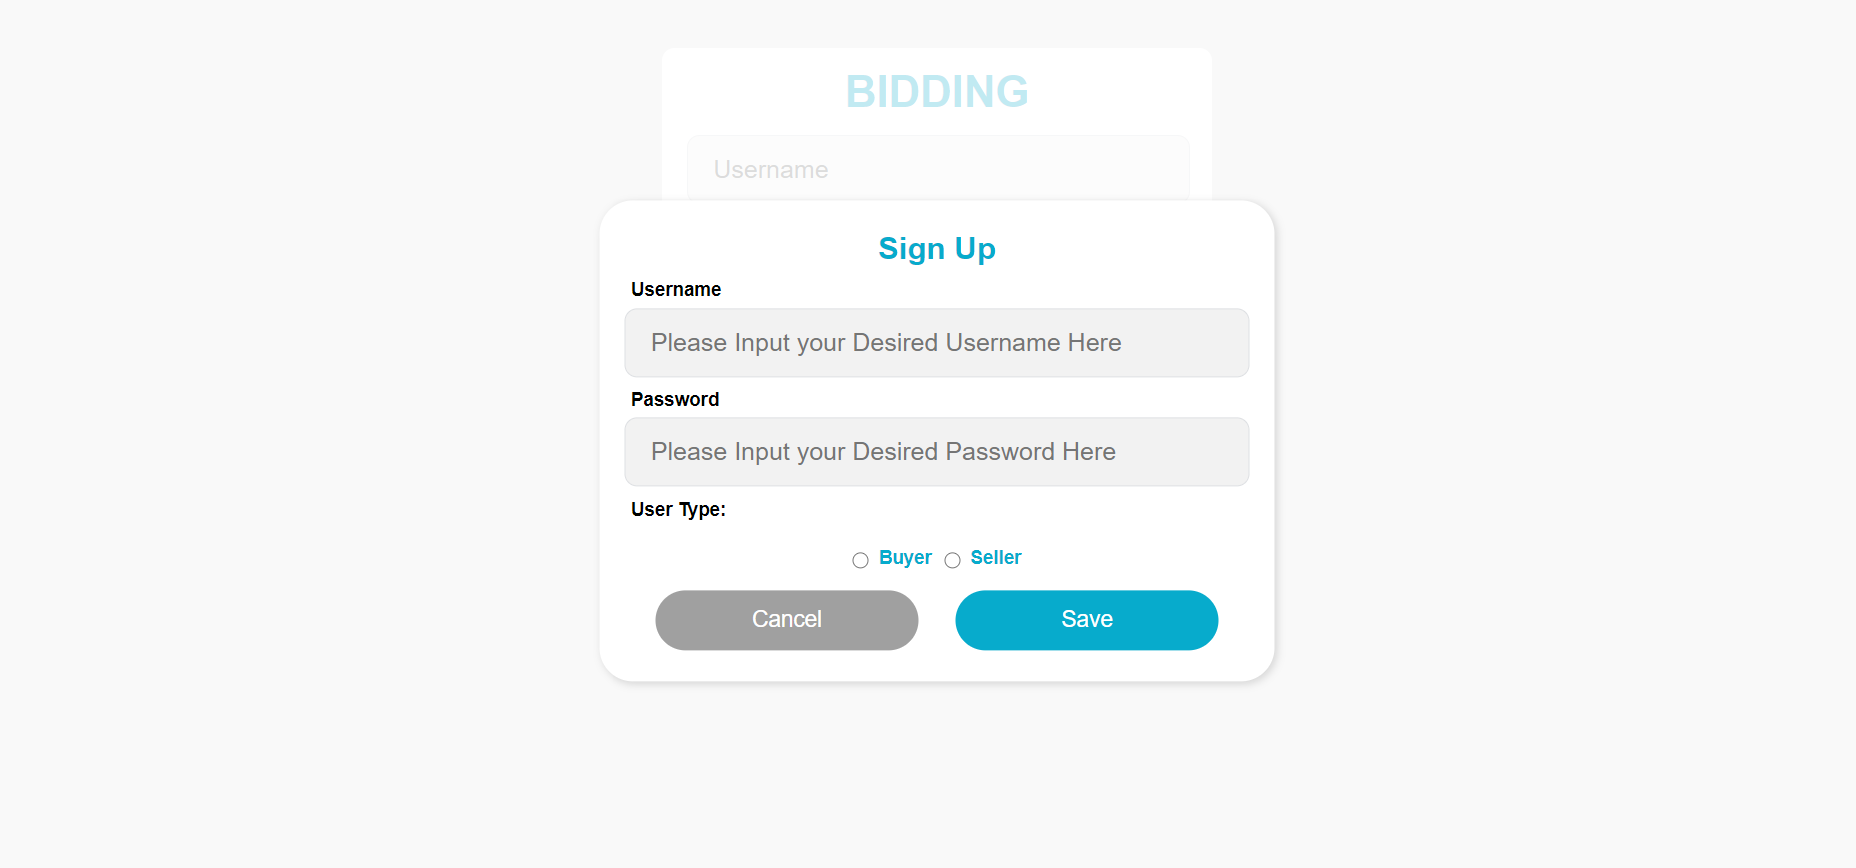 BIDDING
Username
Sign Up
Username
Please Input your Desired Username Here
Password
Please Input your Desired Password Here
User Type:
Buyer Seller
Cancel Save